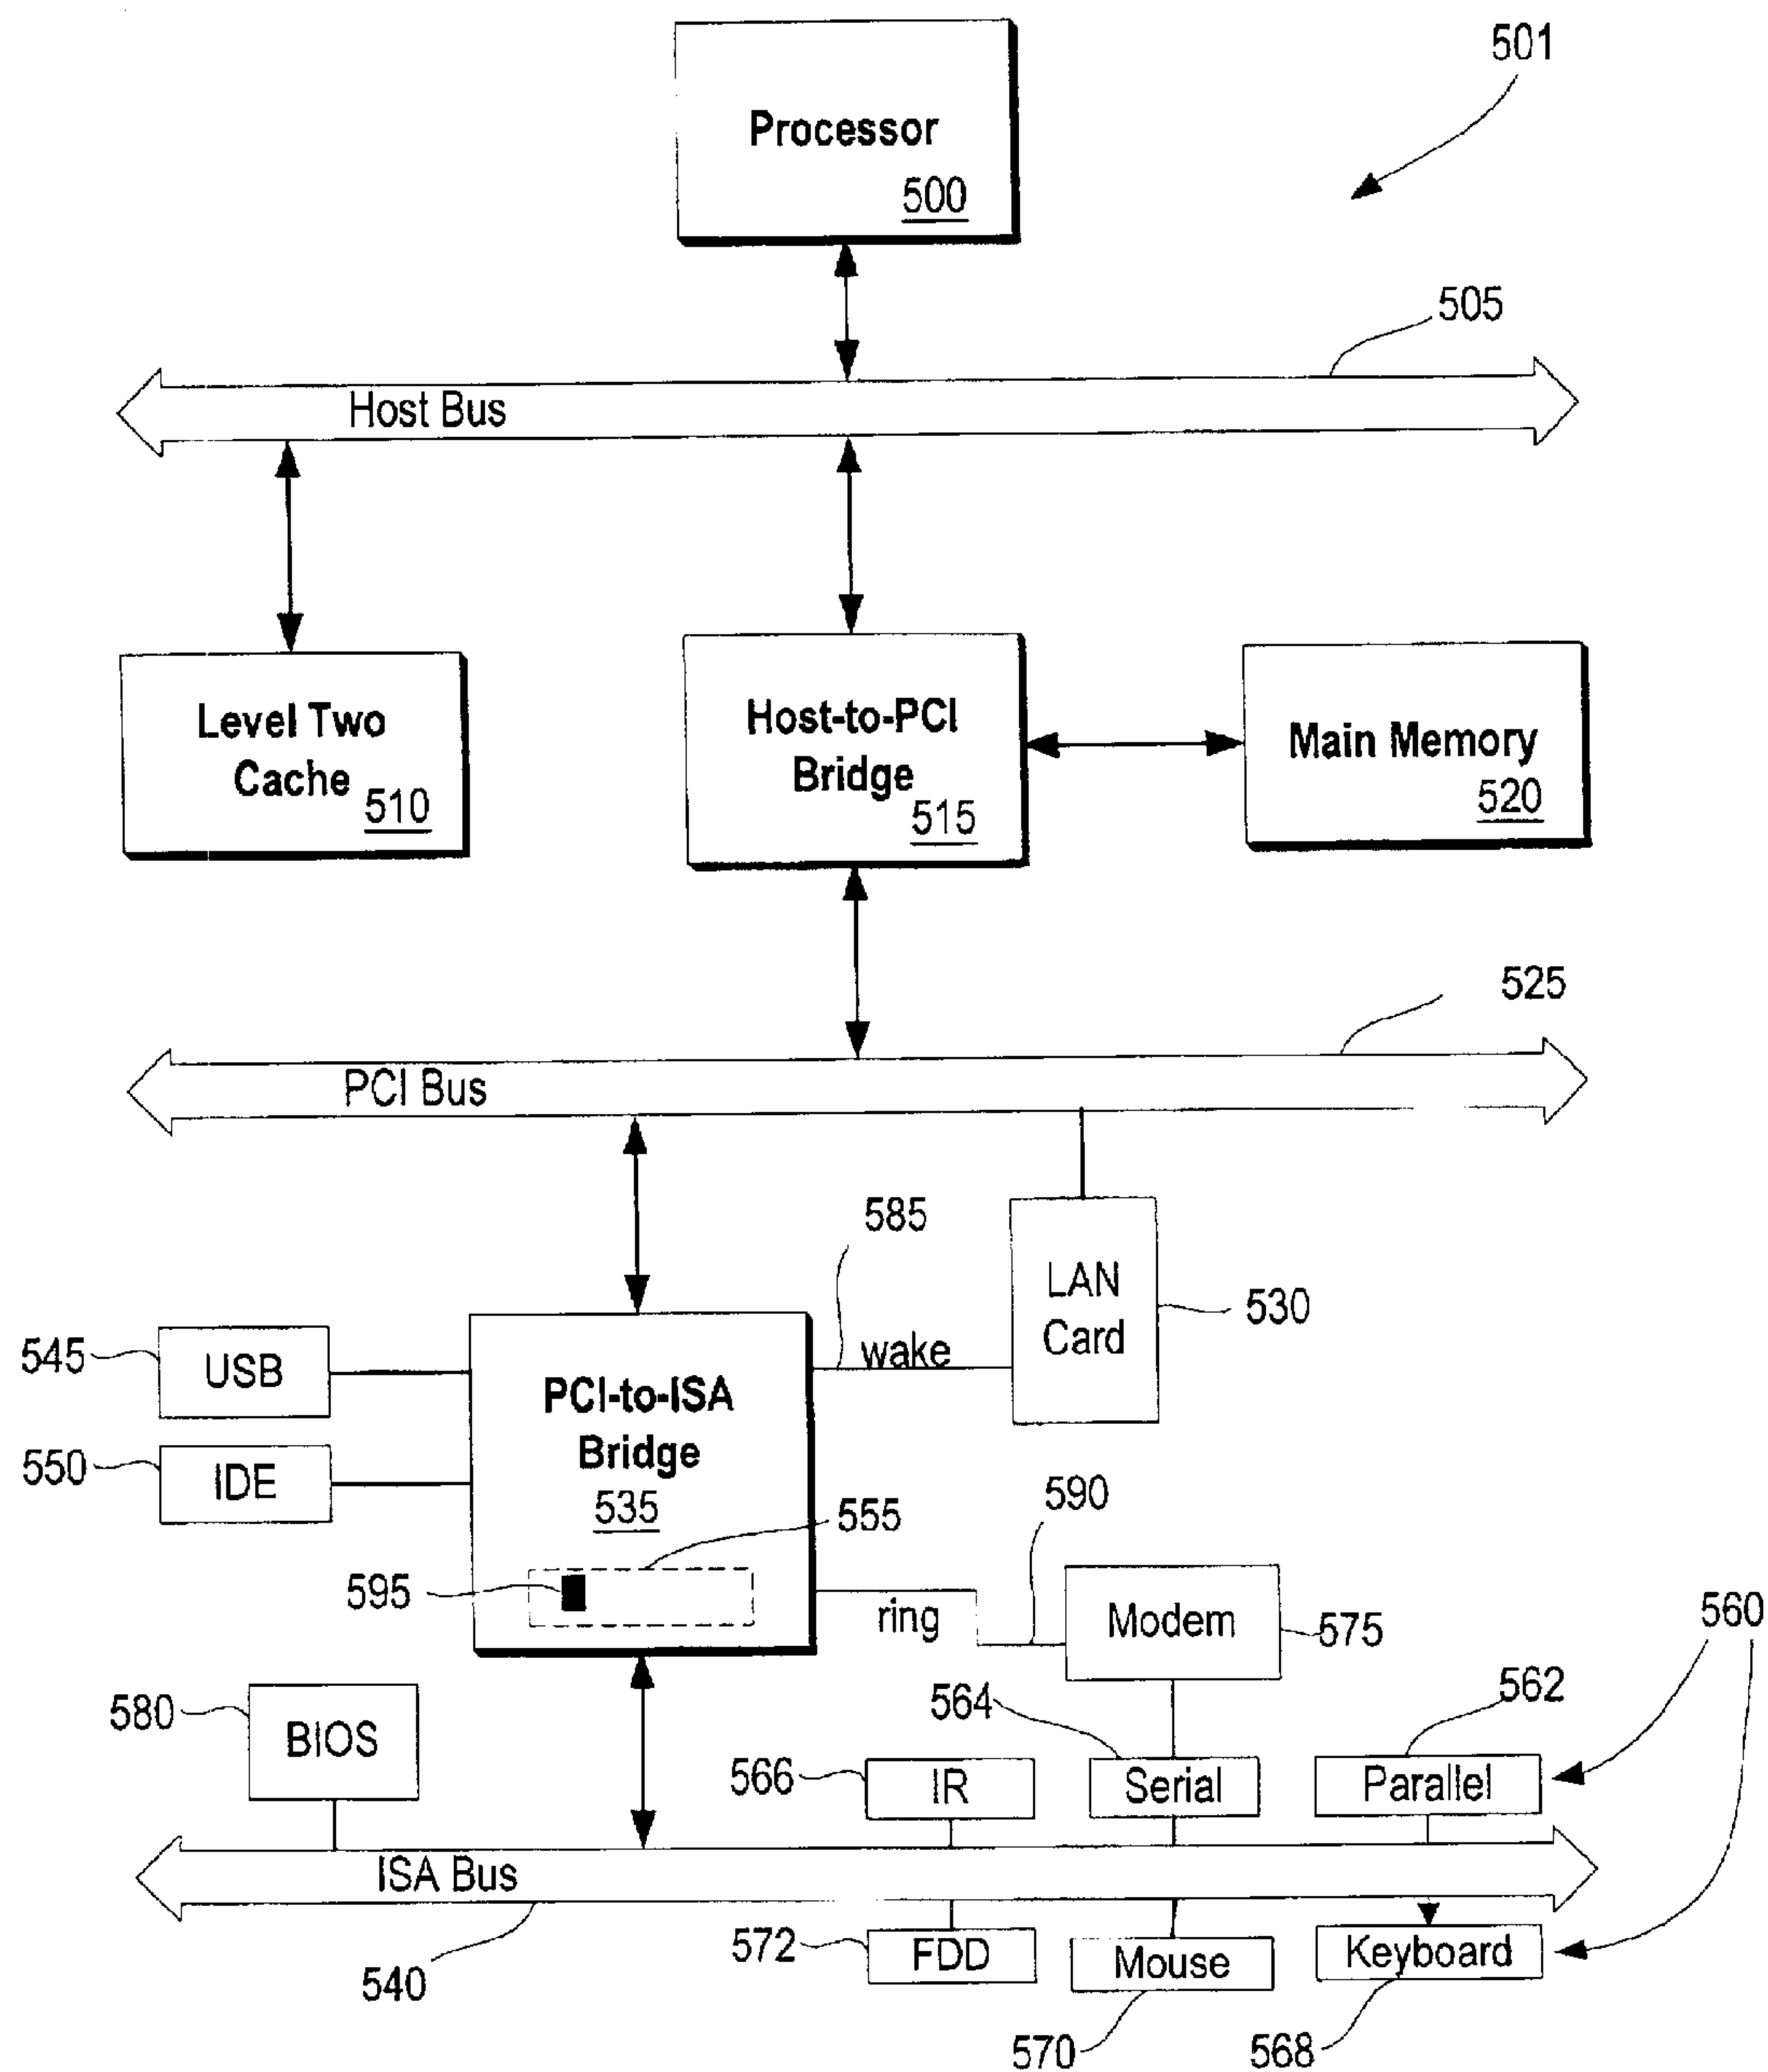 501
Processor
500
505
Host Bus
Level Two
Cache
510
Host-to-PCI
Bridge
515
Main Memory
520
525
PCI Bus
585
LAN
Card
530
wake
545
USB
550
IDE
PCI-to-ISA
Bridge
535
555
595
590
ring
Modem
575
560
580
BIOS
564
562
566
IR
Serial
Parallel
ISA Bus
540
572
FDD
Mouse
570
Keyboard
568